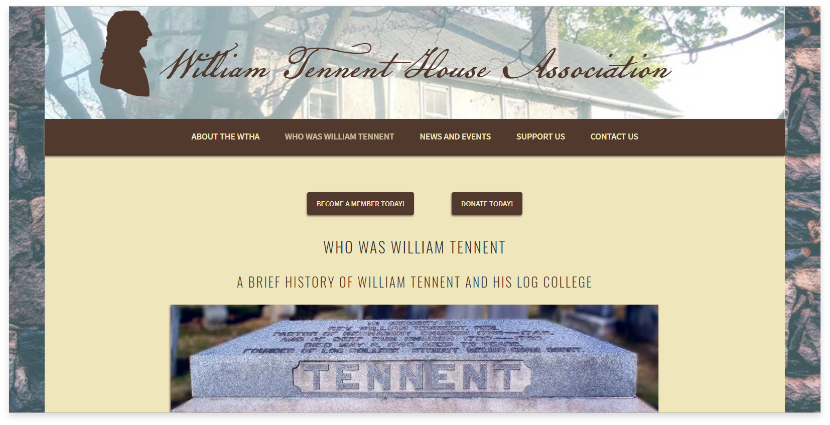 William Tennent House Association
ABOUT THE WTHA WHO WAS WILLIAM TENNENT NEWS AND EVENTS SUPPORT US CONTACT US
BECOME A MEMBER TODAY! DONATE TODAY!
WHO WAS WILLIAM TENNENT
A BRIEF HISTORY OF WILLIAM TENNENT AND HIS LOG COLLEGE
TENNENT